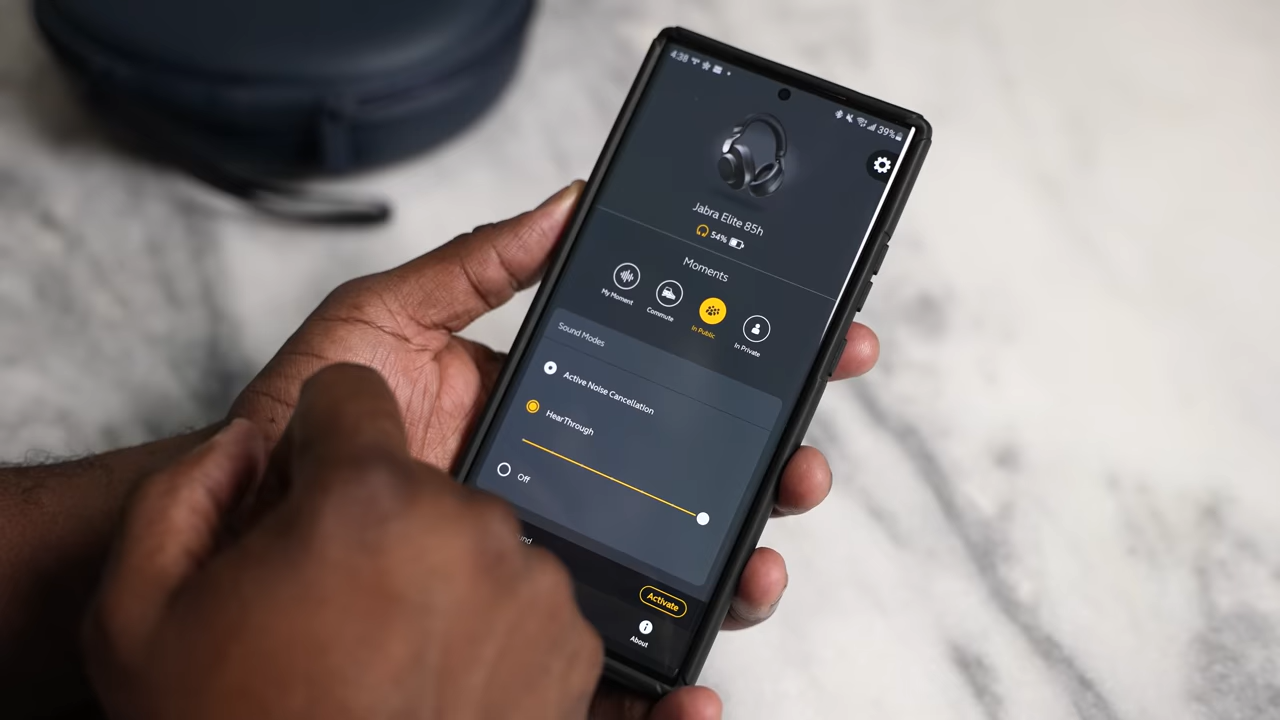 4:38
39%
Jabra Elite 85h
54%
Moments
My Moment
Commute
In Public
In Private
Sound Modes
Active Noise Cancellation
HearThrough
Off
Activate
About